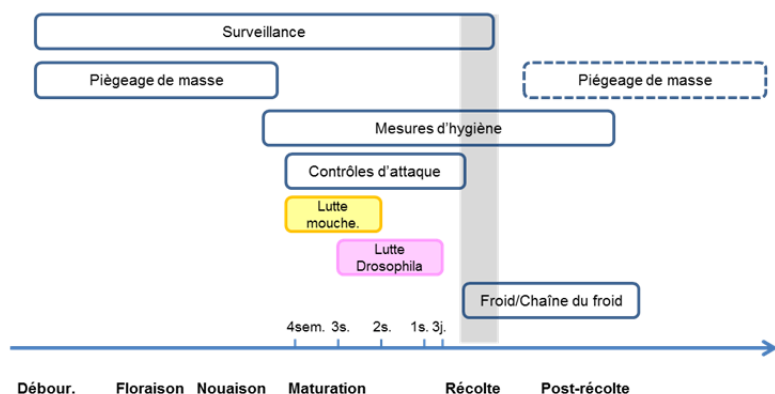 Surveillance
Piègeage de masse
Piégeage de masse
Mesures d'hygiène
Contrôles d'attaque
Lutte
mouche.
Lutte
Drosophila
Froid/Chaîne du froid
4sem. 3s. 2s. 1s. 3j.
Débour. Floraison Nouaison Maturation Récolte Post-récolte